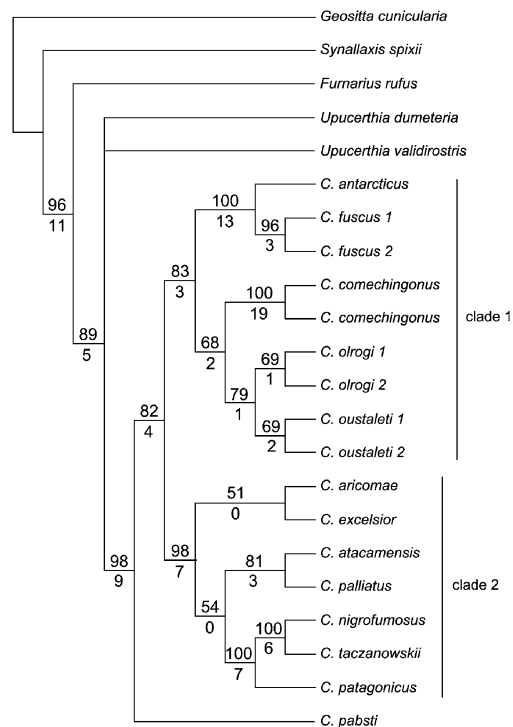 Geositta cunicularia
Synallaxis spixii
Furnarius rufus
Upucerthia dumeteria
Upucerthia validirostris
C. antarcticus
C. fuscus 1
C. fuscus 2
C. comechingonus
C. comechingonus
C. olrogi 1
C. olrogi 2
C. oustaleti 1
C. oustaleti 2
C. aricomae
C. excelsior
C. atacamensis
C. palliatus
C. nigrofumosus
C. taczanowskii
C. patagonicus
C. pabsti
clade 1
clade 2
96
11
89
5
98
9
82
4
83
3
100
13
96
3
68
2
100
19
79
1
69
1
69
2
98
7
51
0
54
0
81
3
100
7
100
6